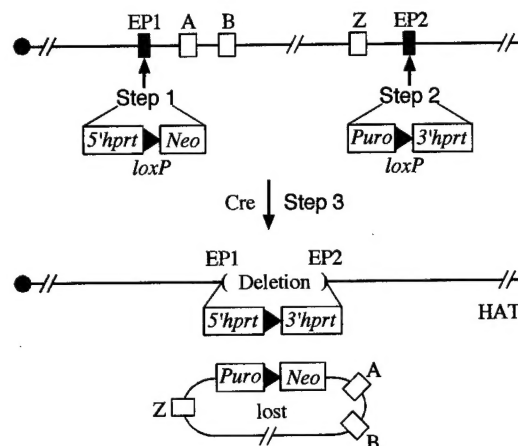 EP1 A B Z EP2
Step 1 Step 2
5'hprt Neo Puro 3'hprt
loxP loxP
Cre Step 3
EP1 EP2
( Deletion )
5'hprt 3'hprt HAT
Puro Neo A
Z lost
B